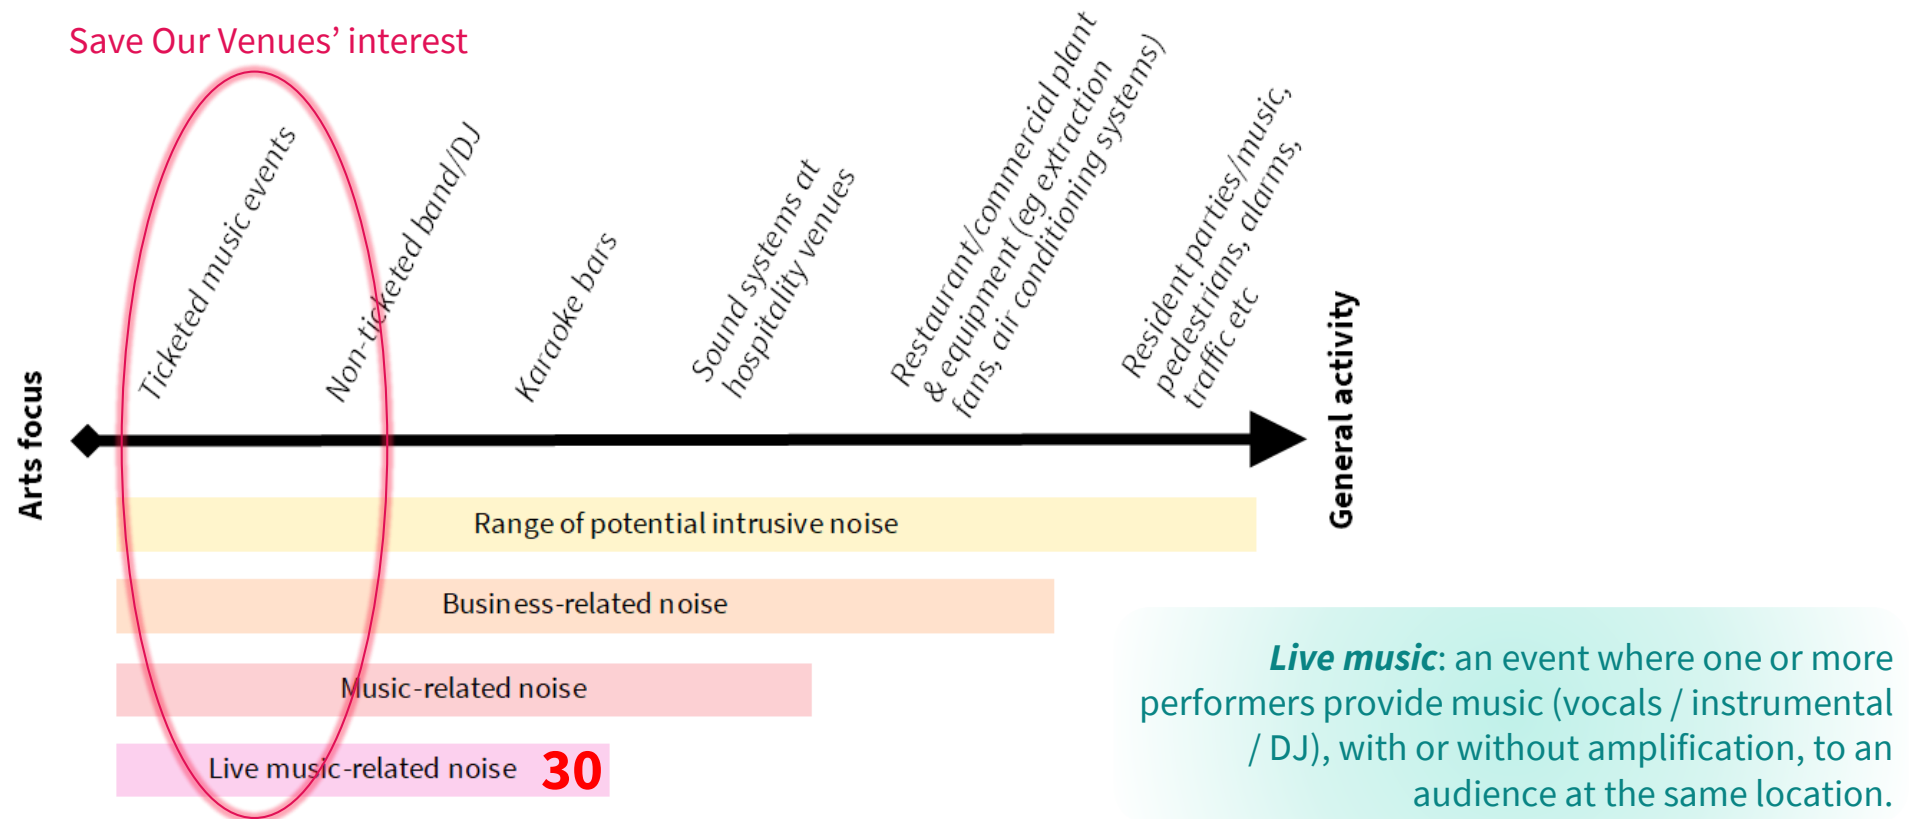 Save Our Venues’ interest
Ticketed music events
Non-ticketed band/DJ
Karaoke bars
Sound systems at
hospitality venues
Restaurant/commercial plant
& equipment (eg extraction
fans, air conditioning systems)
Resident parties/music,
pedestrians, alarms,
traffic etc
Arts focus
General activity
Range of potential intrusive noise
Business-related noise
Music-related noise
Live music-related noise 30
Live music: an event where one or more
performers provide music (vocals / instrumental
/ DJ), with or without amplification, to an
audience at the same location.